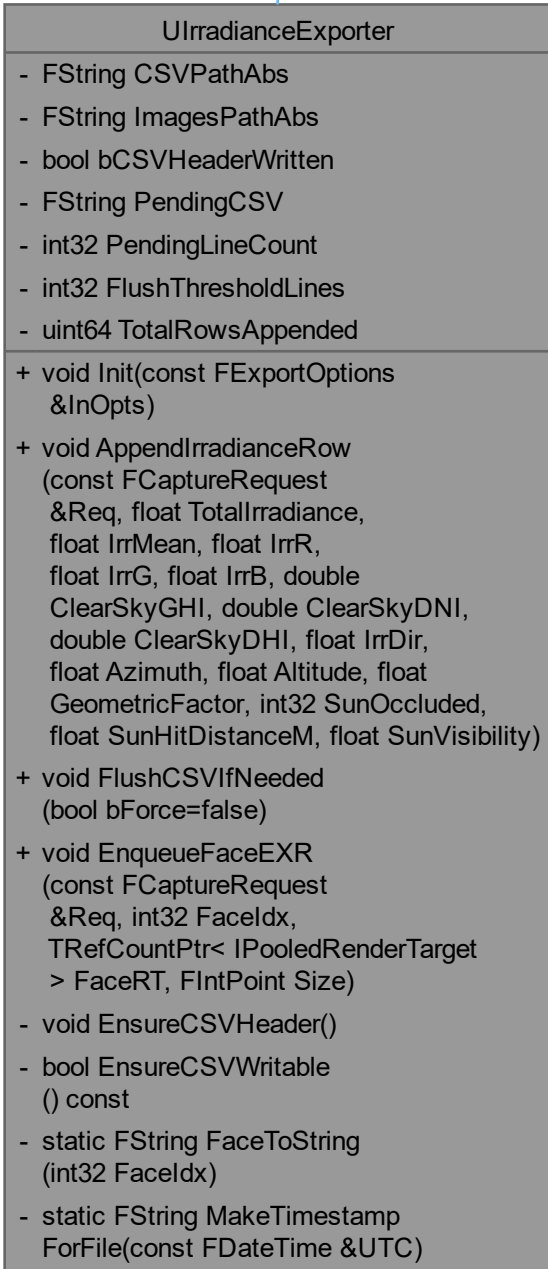 UIrradianceExporter
- FString CSVPathAbs
- FString ImagesPathAbs
- bool bCSVHeaderWritten
- FString PendingCSV
- int32 PendingLineCount
- int32 FlushThresholdLines
- uint64 TotalRowsAppended
+ void Init(const FExportOptions
&InOpts)
+ void AppendIrradianceRow
(const FCaptureRequest
&Req, float TotalIrradiance,
float IrrMean, float IrrR,
float IrrG, float IrrB, double
ClearSkyGHI, double ClearSkyDNI,
double ClearSkyDHI, float IrrDir,
float Azimuth, float Altitude, float
GeometricFactor, int32 SunOccluded,
float SunHitDistanceM, float SunVisibility)
+ void FlushCSVIfNeeded
(bool bForce=false)
+ void EnqueueFaceEXR
(const FCaptureRequest
&Req, int32 FaceIdx,
TRefCountPtr< IPooledRenderTarget
> FaceRT, FIntPoint Size)
- void EnsureCSVHeader()
- bool EnsureCSVWritable
() const
- static FString FaceToString
(int32 FaceIdx)
- static FString MakeTimestamp
ForFile(const FDateTime &UTC)